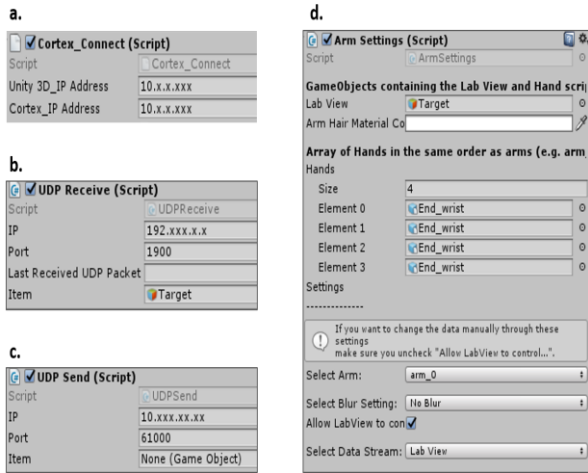 a.
Cortex_Connect (Script)
Script Cortex_Connect
Unity 3D_IP Address 10.x.x.xxx
Cortex_IP Address 10.x.x.xxx
b.
UDP Receive (Script)
Script UDPReceive
IP 192.xxx.x.x
Port 1900
Last Received UDP Packet
Item Target
c.
UDP Send (Script)
Script UDPSend
IP 10.xxx.xx.xx
Port 61000
Item None (Game Object)
d.
Arm Settings (Script)
Script ArmSettings
GameObjects containing the Lab View and Hand scri
Lab View Target
Arm Hair Material Co
Array of Hands in the same order as arms (e.g. arm
Hands
Size 4
Element 0 End_wrist
Element 1 End_wrist
Element 2 End_wrist
Element 3 End_wrist
Settings
--------------
If you want to change the data manually through these
settings
make sure you uncheck "Allow LabView to control...".
Select Arm: arm_0
Select Blur Setting: No Blur
Allow LabView to con
Select Data Stream: Lab View